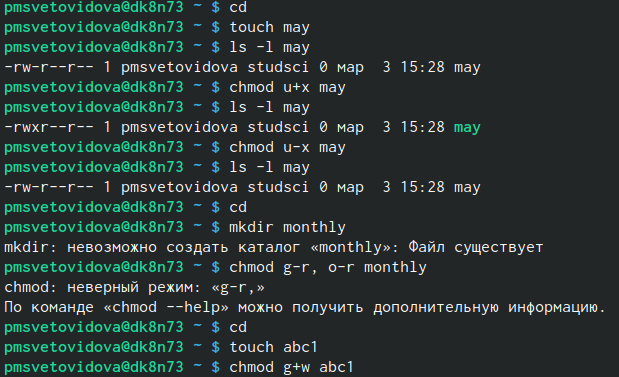 pmsvetovidova@dk8n73 ~ $ cd
pmsvetovidova@dk8n73 ~ $ touch may
pmsvetovidova@dk8n73 ~ $ ls -l may
-rw-r--r-- 1 pmsvetovidova studsci 0 мар  3 15:28 may
pmsvetovidova@dk8n73 ~ $ chmod u+x may
pmsvetovidova@dk8n73 ~ $ ls -l may
-rwxr--r-- 1 pmsvetovidova studsci 0 мар  3 15:28 may
pmsvetovidova@dk8n73 ~ $ chmod u-x may
pmsvetovidova@dk8n73 ~ $ ls -l may
-rw-r--r-- 1 pmsvetovidova studsci 0 мар  3 15:28 may
pmsvetovidova@dk8n73 ~ $ cd
pmsvetovidova@dk8n73 ~ $ mkdir monthly
mkdir: невозможно создать каталог «monthly»: Файл существует
pmsvetovidova@dk8n73 ~ $ chmod g-r, o-r monthly
chmod: неверный режим: «g-r,»
По команде «chmod --help» можно получить дополнительную информацию.
pmsvetovidova@dk8n73 ~ $ cd
pmsvetovidova@dk8n73 ~ $ touch abc1
pmsvetovidova@dk8n73 ~ $ chmod g+w abc1